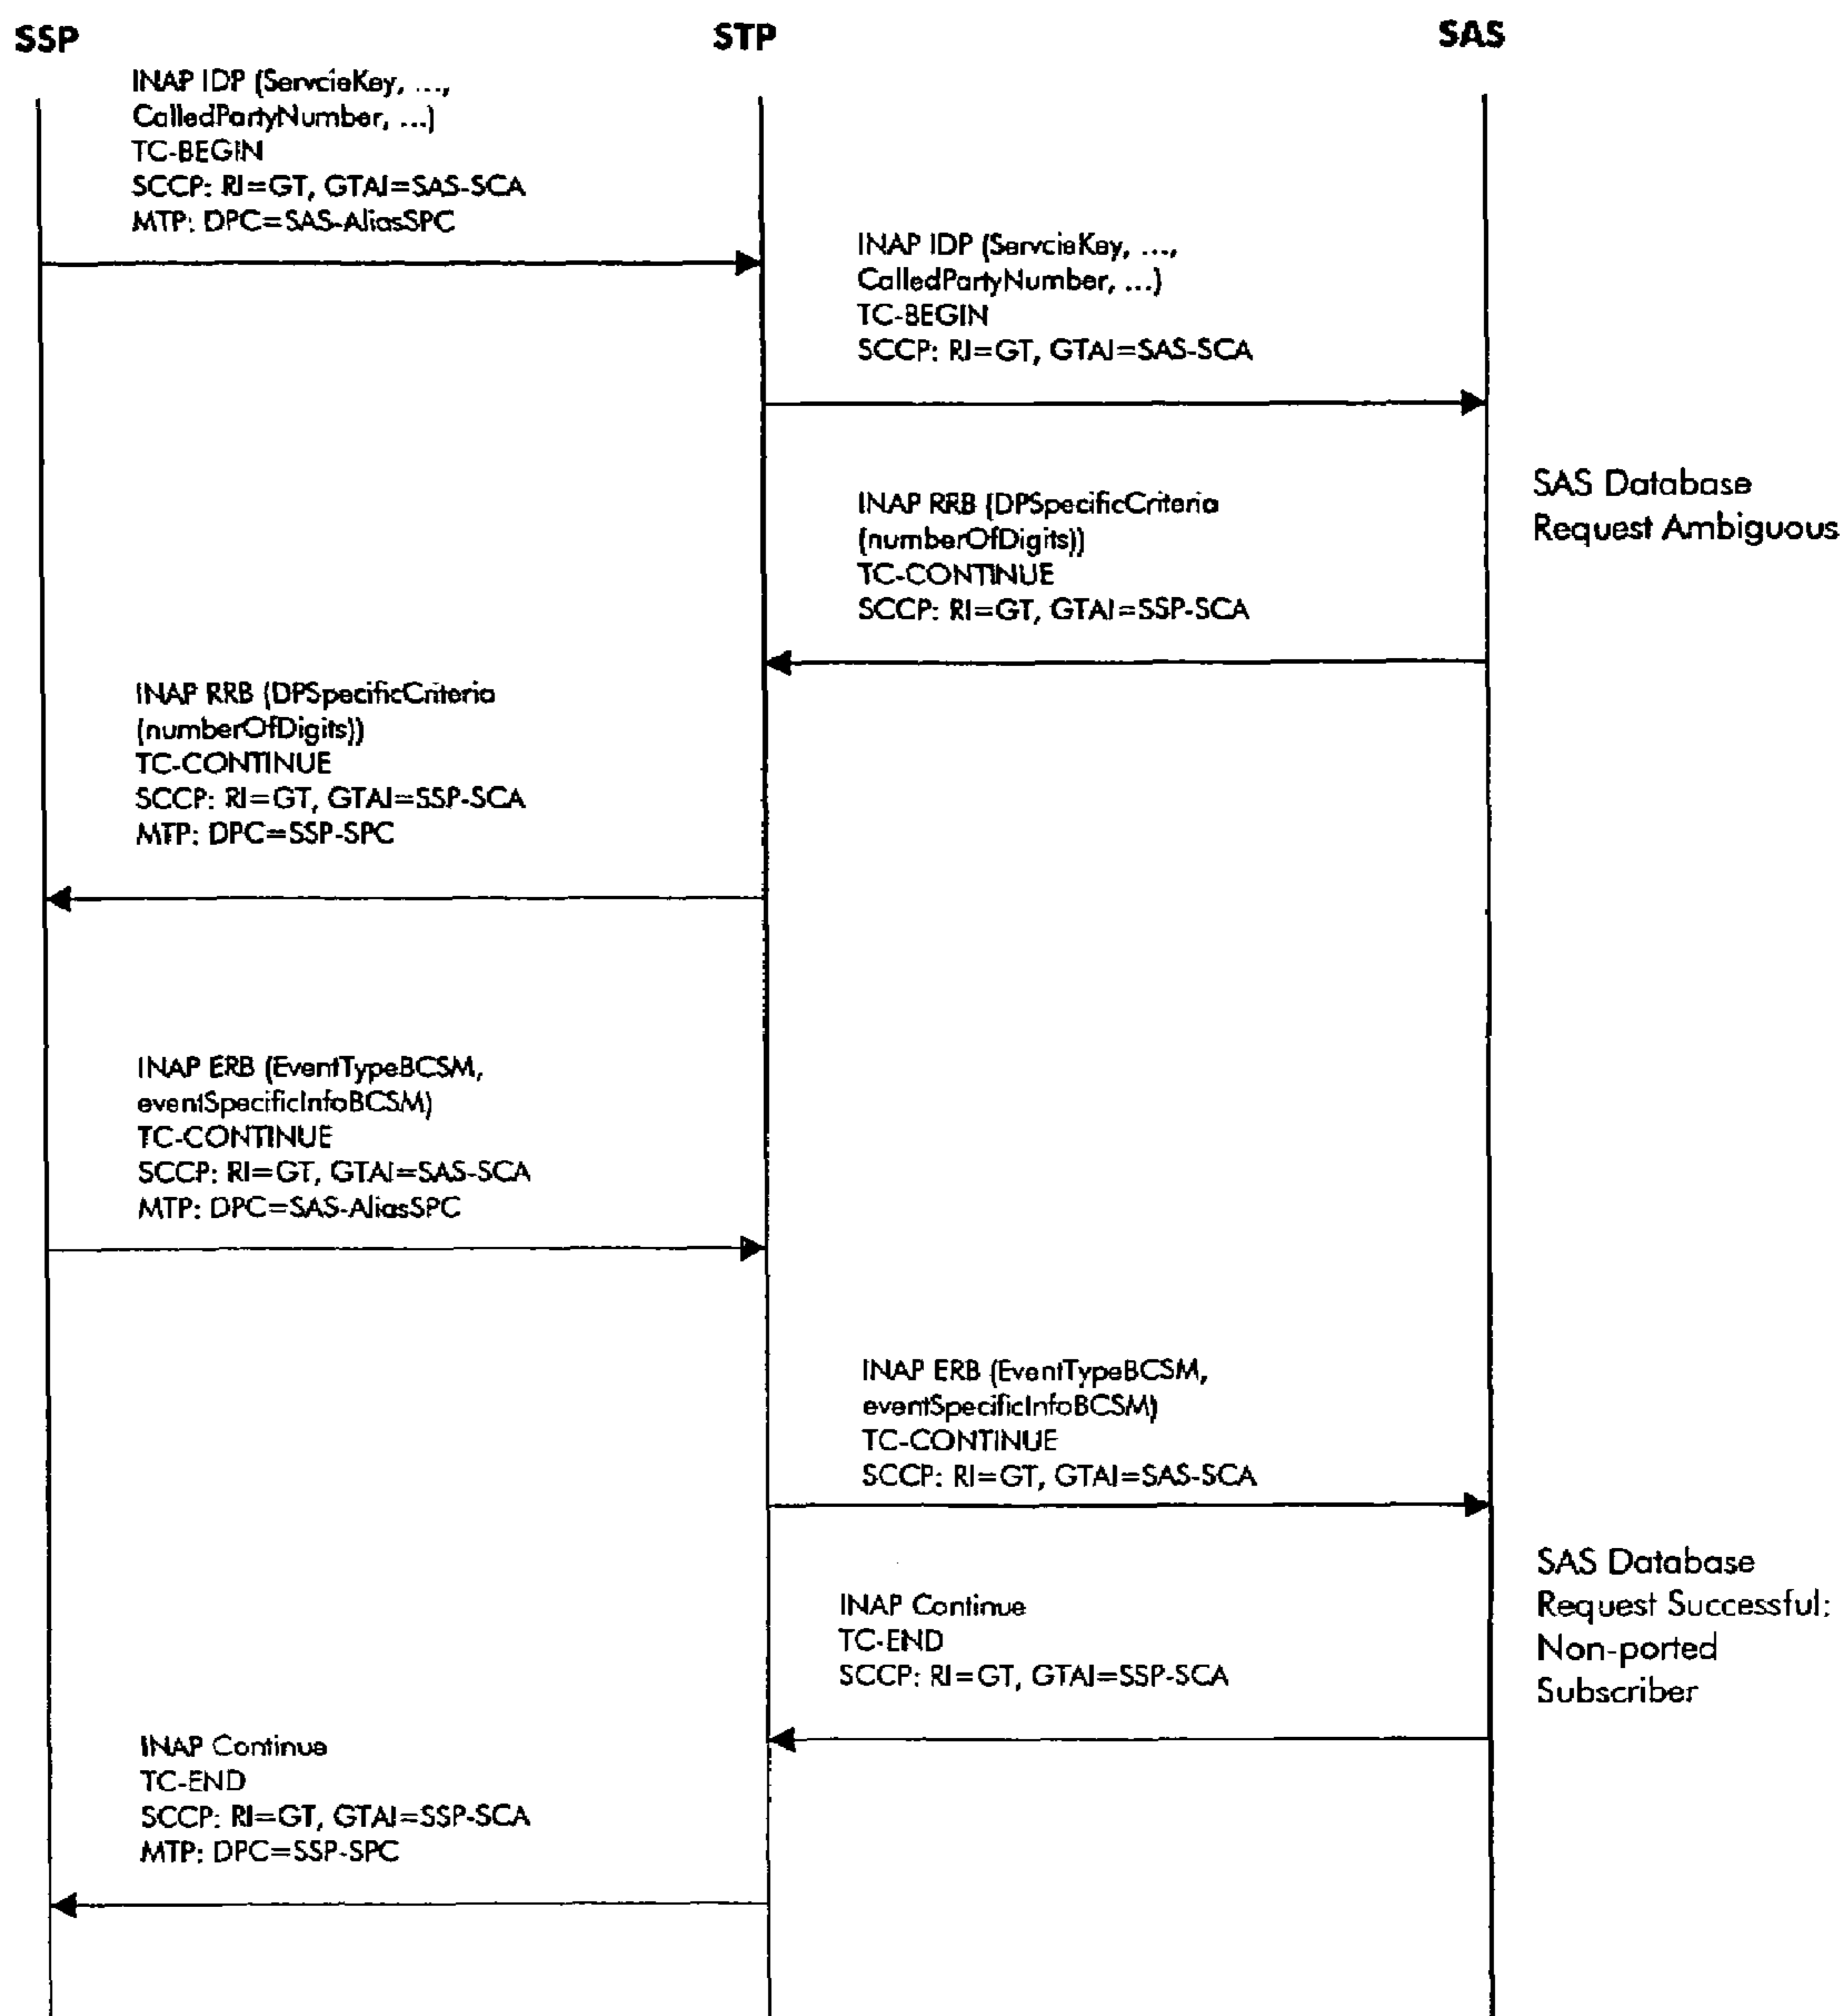 SSP
STP
SAS
INAP IDP (ServcieKey, ...,
CalledPartyNumber, ...)
TC-BEGIN
SCCP: RI=GT, GTAI=SAS-SCA
MTP: DPC=SAS-AliasSPC
INAP IDP (ServcieKey, ...,
CalledPartyNumber, ...)
TC-BEGIN
SCCP: RI=GT, GTAI=SAS-SCA
SAS Database
Request Ambiguous
INAP RRB (DPSpecificCriteria
(numberOfDigits))
TC-CONTINUE
SCCP: RI=GT, GTAI=SSP-SCA
INAP RRB (DPSpecificCriteria
(numberOfDigits))
TC-CONTINUE
SCCP: RI=GT, GTAI=SSP-SCA
MTP: DPC=SSP-SPC
INAP ERB (EventTypeBCSM,
eventSpecificInfoBCSM)
TC-CONTINUE
SCCP: RI=GT, GTAI=SAS-SCA
MTP: DPC=SAS-AliasSPC
INAP ERB (EventTypeBCSM,
eventSpecificInfoBCSM)
TC-CONTINUE
SCCP: RI=GT, GTAI=SAS-SCA
SAS Database
Request Successful:
Non-ported
Subscriber
INAP Continue
TC-END
SCCP: RI=GT, GTAI=SSP-SCA
INAP Continue
TC-END
SCCP: RI=GT, GTAI=SSP-SCA
MTP: DPC=SSP-SPC